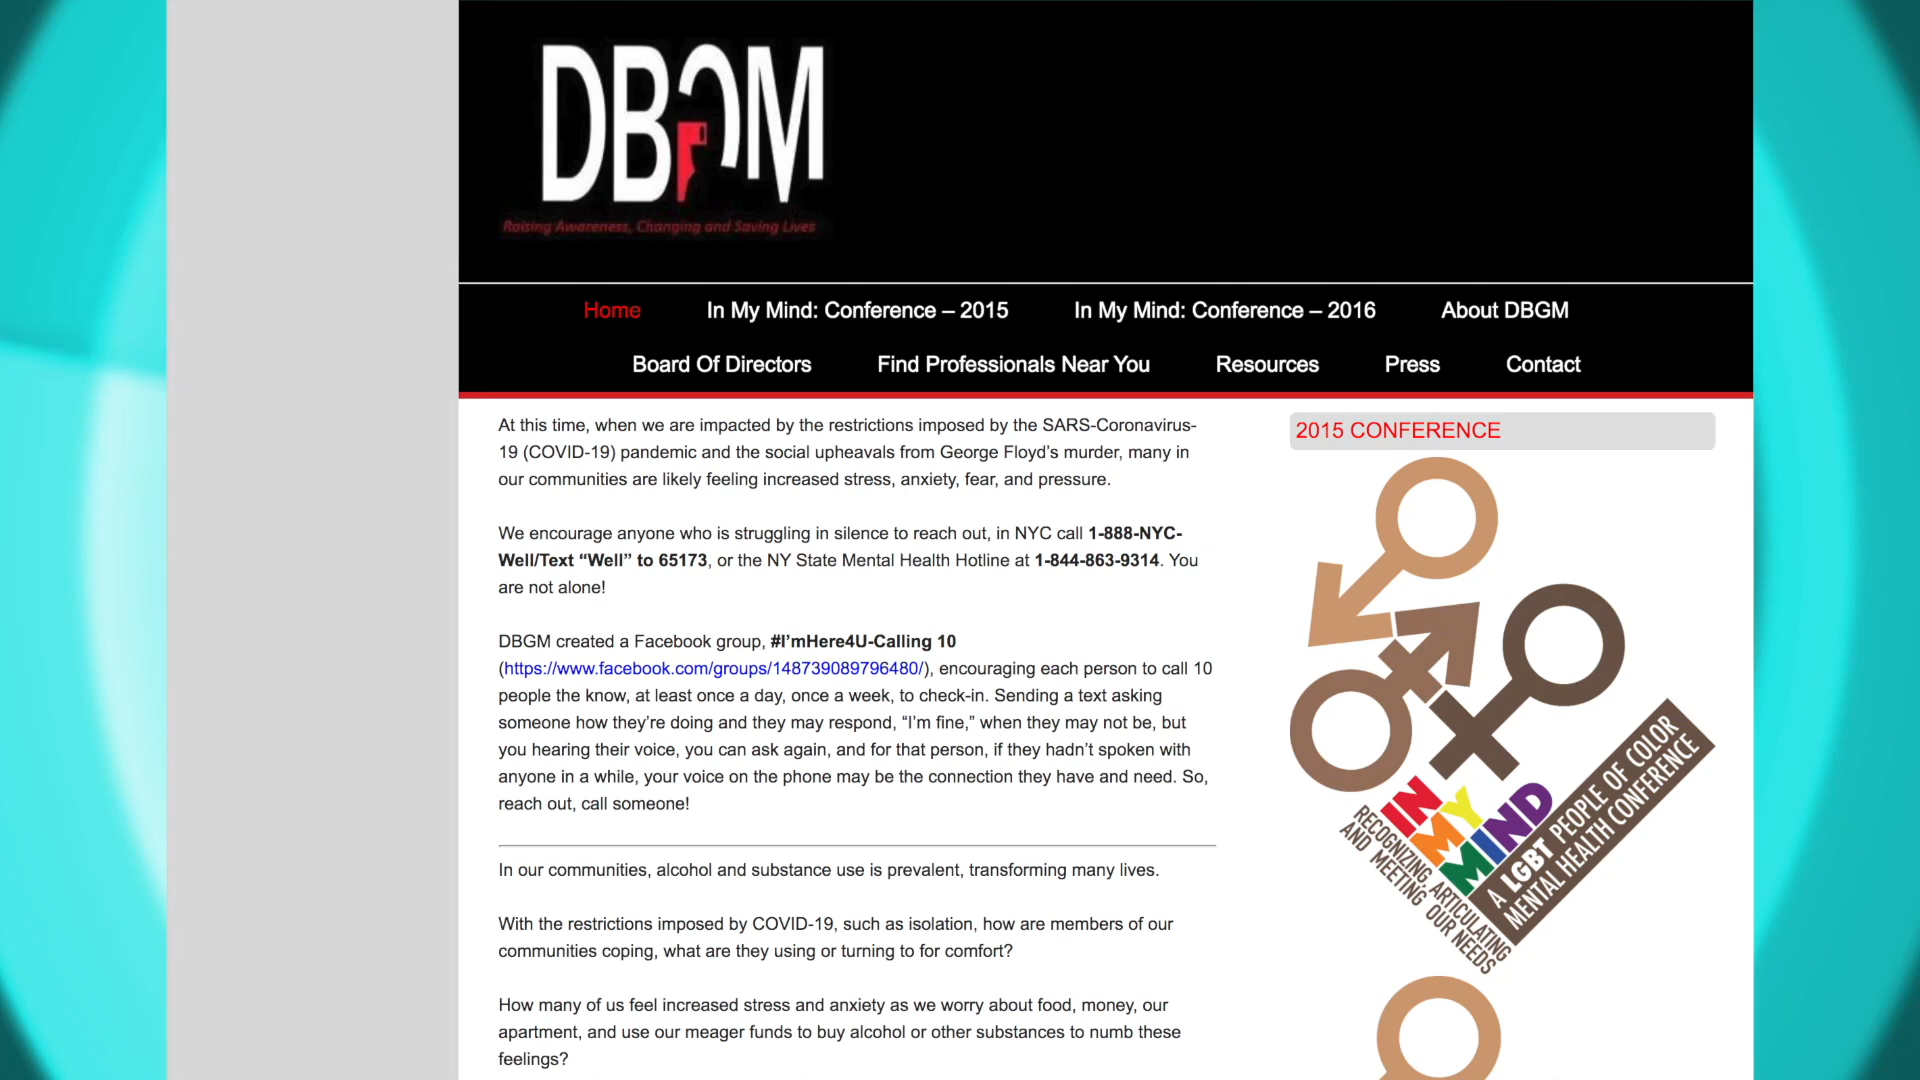 DBGM
Raising Awareness, Changing and Saving Lives
Home In My Mind: Conference – 2015 In My Mind: Conference – 2016 About DBGM
Board Of Directors Find Professionals Near You Resources Press Contact
At this time, when we are impacted by the restrictions imposed by the SARS-Coronavirus-
19 (COVID-19) pandemic and the social upheavals from George Floyd’s murder, many in
our communities are likely feeling increased stress, anxiety, fear, and pressure.
We encourage anyone who is struggling in silence to reach out, in NYC call 1-888-NYC-
Well/Text “Well” to 65173, or the NY State Mental Health Hotline at 1-844-863-9314. You
are not alone!
DBGM created a Facebook group, #I’mHere4U-Calling 10
(https://www.facebook.com/groups/148739089796480/), encouraging each person to call 10
people the know, at least once a day, once a week, to check-in. Sending a text asking
someone how they’re doing and they may respond, “I’m fine,” when they may not be, but
you hearing their voice, you can ask again, and for that person, if they hadn’t spoken with
anyone in a while, your voice on the phone may be the connection they have and need. So,
reach out, call someone!
In our communities, alcohol and substance use is prevalent, transforming many lives.
With the restrictions imposed by COVID-19, such as isolation, how are members of our
communities coping, what are they using or turning to for comfort?
How many of us feel increased stress and anxiety as we worry about food, money, our
apartment, and use our meager funds to buy alcohol or other substances to numb these
feelings?
2015 CONFERENCE
IN
MY
MIND
RECOGNIZING, ARTICULATING
AND MEETING OUR NEEDS
A LGBT PEOPLE OF COLOR
MENTAL HEALTH CONFERENCE